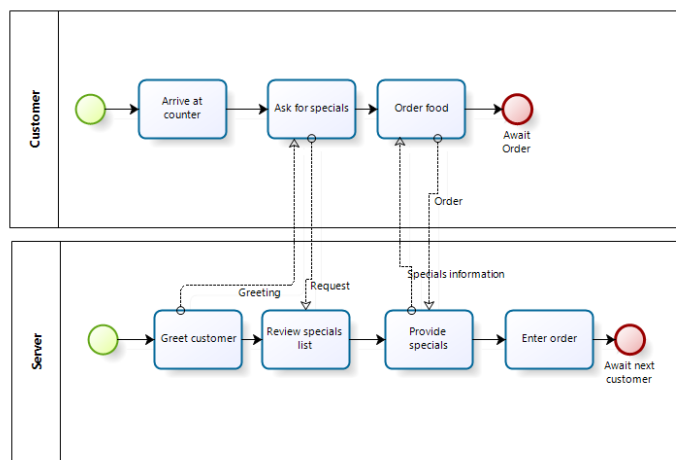 Customer
Arrive at
counter
Ask for specials
Order food
Await
Order
Order
Specials information
Greeting
Request
Server
Greet customer
Review specials
list
Provide
specials
Enter order
Await next
customer